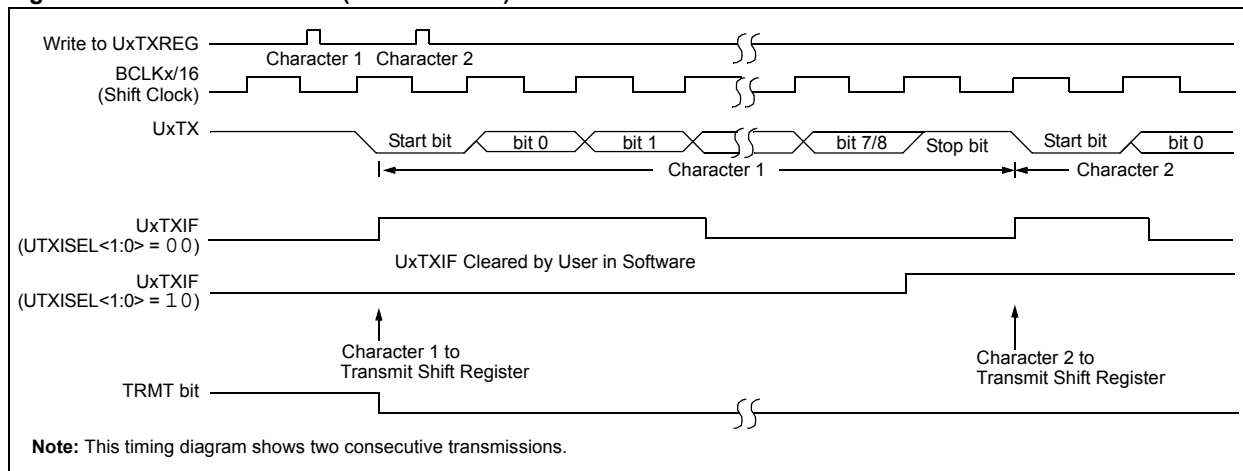 Write to UxTXREG
Character 1 Character 2
BCLKx/16
(Shift Clock)
UxTX
Start bit bit 0 bit 1 bit 7/8 Stop bit Start bit bit 0
Character 1 Character 2
UxTXIF
(UTXISEL<1:0> = 00)
UxTXIF Cleared by User in Software
UxTXIF
(UTXISEL<1:0> = 10)
Character 1 to
Transmit Shift Register
Character 2 to
Transmit Shift Register
TRMT bit
Note: This timing diagram shows two consecutive transmissions.